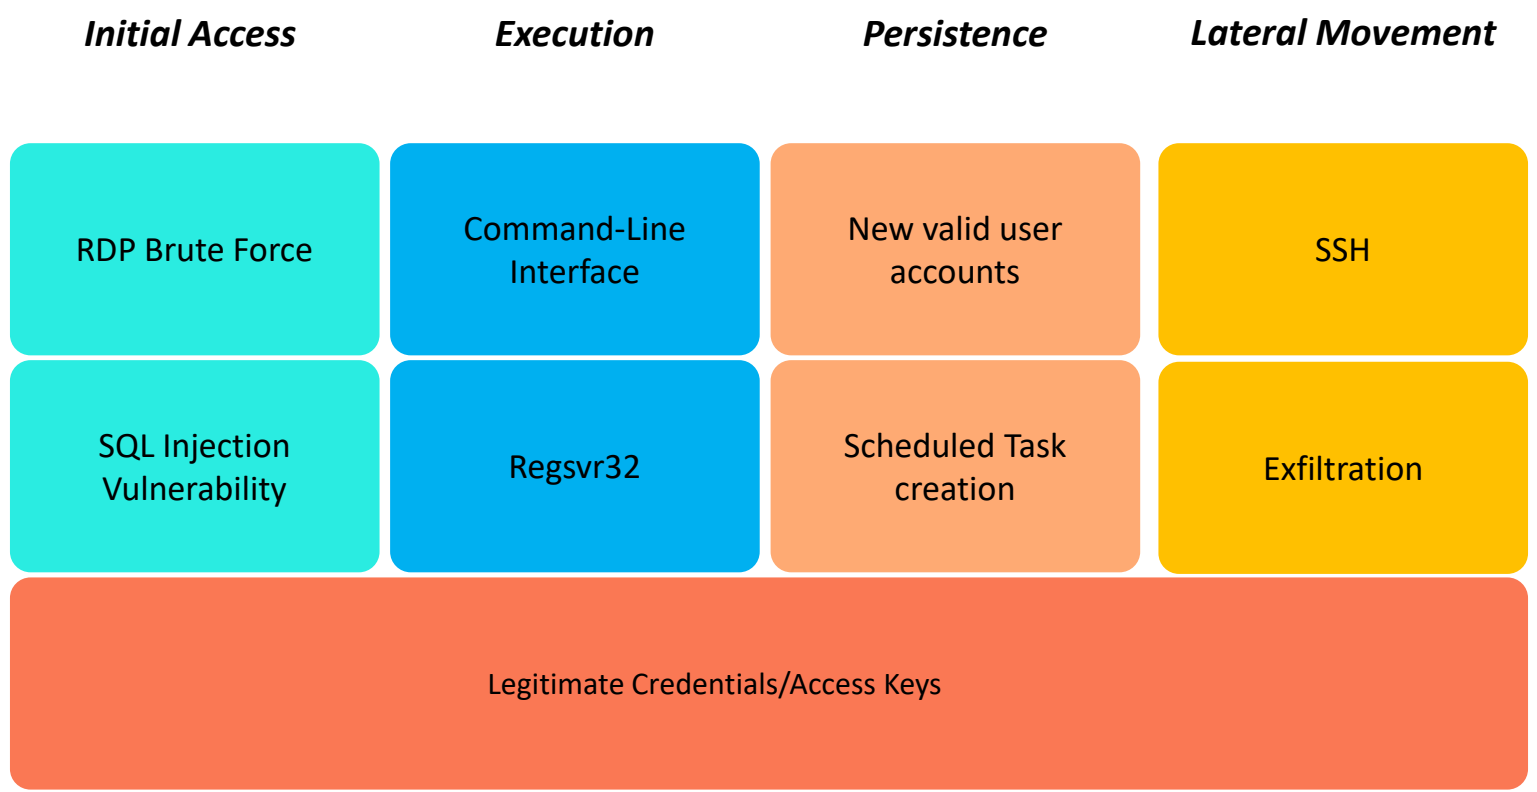 Initial Access
Execution
Persistence
Lateral Movement
RDP Brute Force
Command-Line
Interface
New valid user
accounts
SSH
SQL Injection
Vulnerability
Regsvr32
Scheduled Task
creation
Exfiltration
Legitimate Credentials/Access Keys